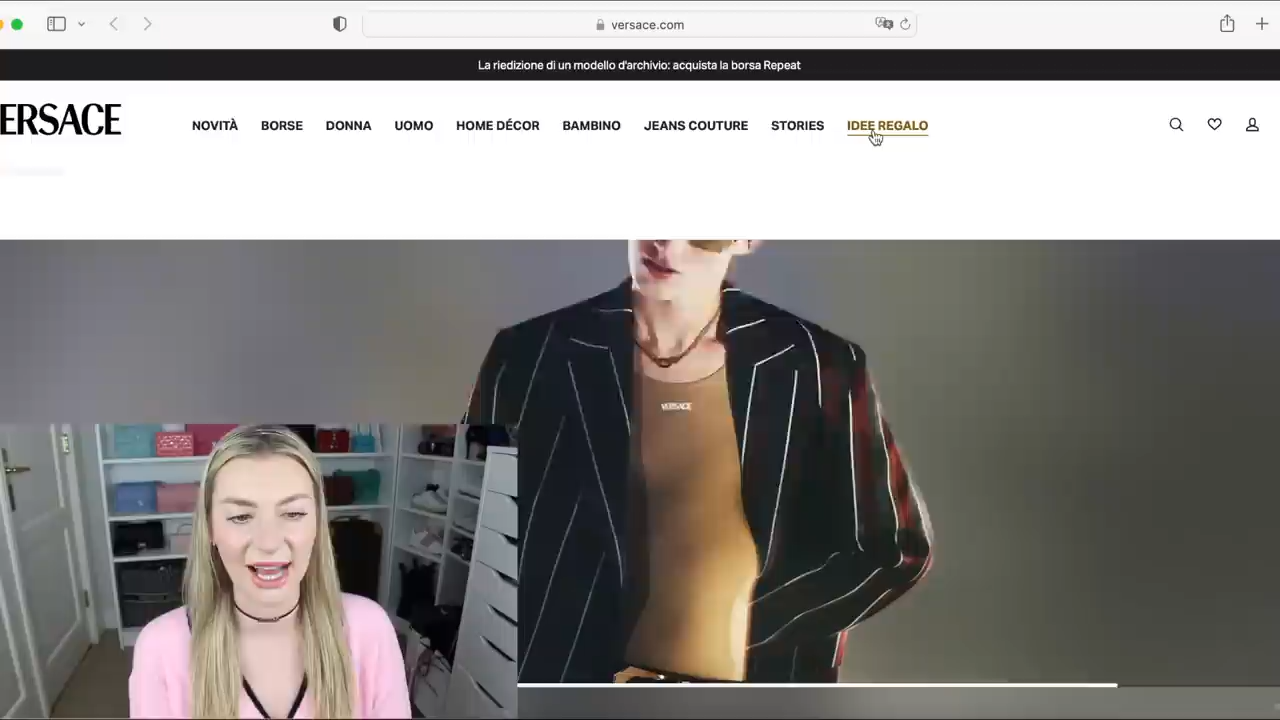 versace.com
La riedizione di un modello d'archivio: acquista la borsa Repeat
ERSACE
NOVITÀ BORSE DONNA UOMO HOME DÉCOR BAMBINO JEANS COUTURE STORIES IDEE REGALO
VERSACE